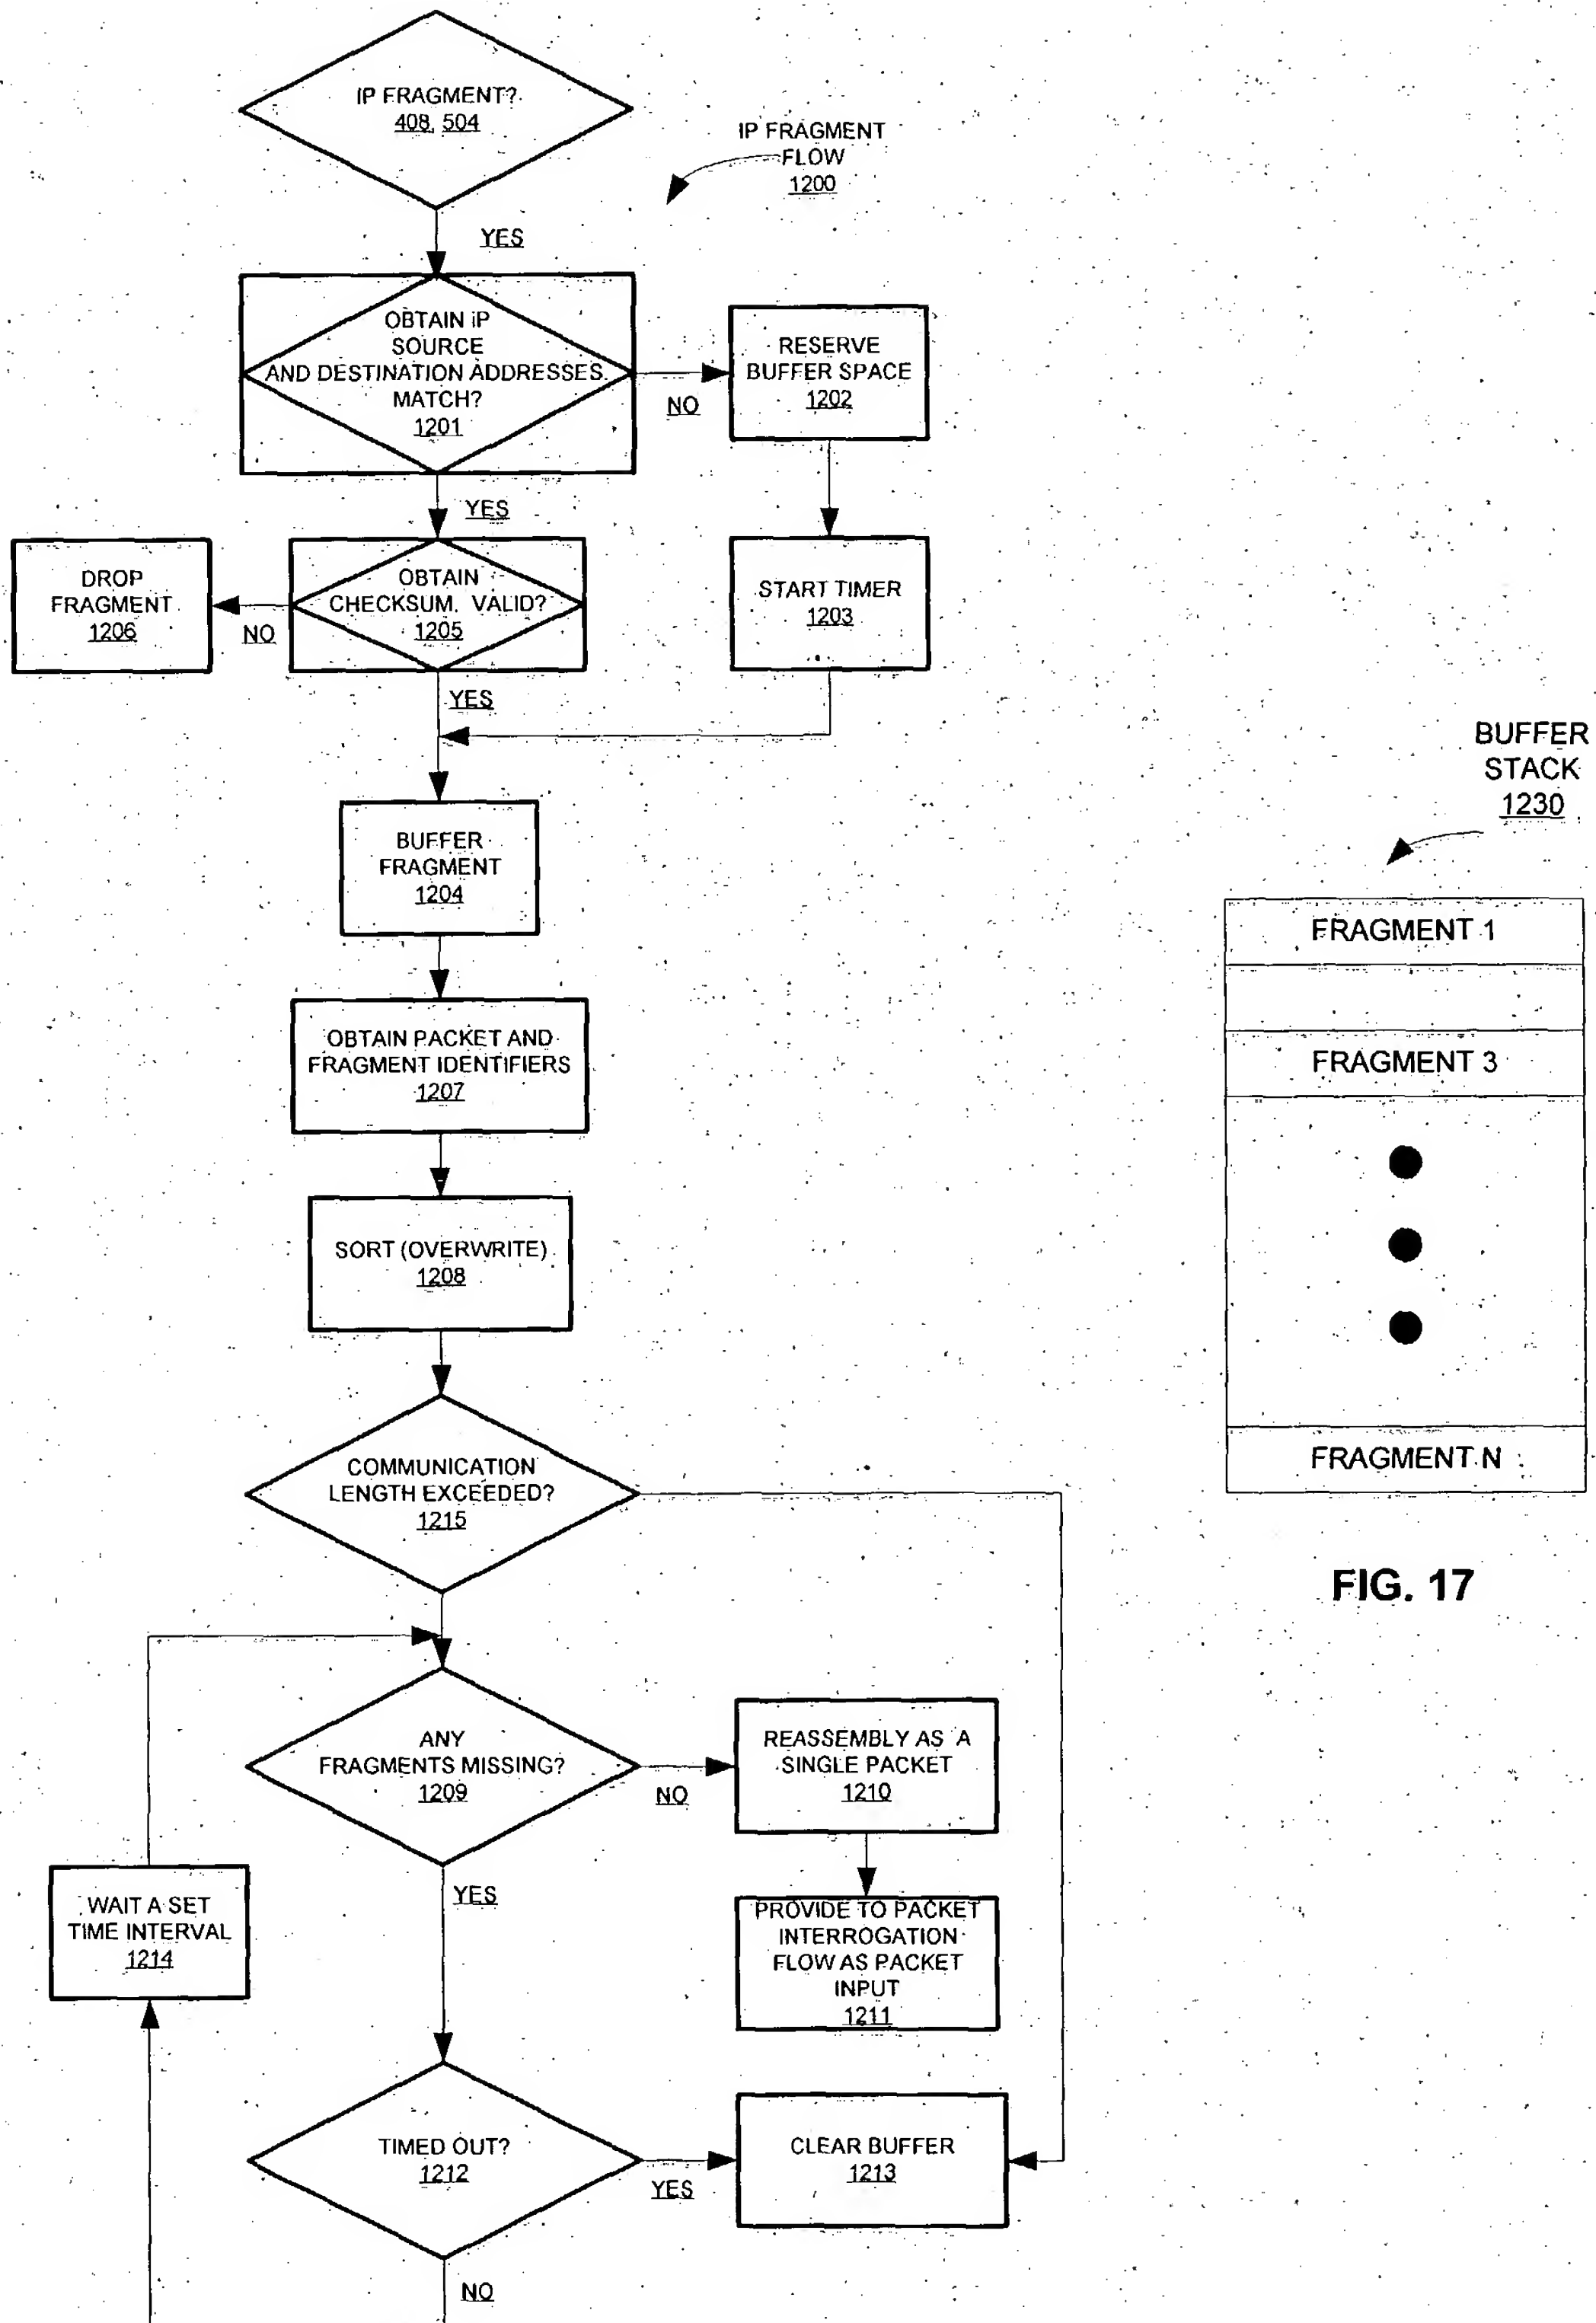 IP FRAGMENT?
408, 504
IP FRAGMENT
FLOW
1200
YES
OBTAIN IP
SOURCE
AND DESTINATION ADDRESSES.
MATCH?
1201
NO
RESERVE
BUFFER SPACE
1202
YES
DROP
FRAGMENT
1206
NO
OBTAIN
CHECKSUM. VALID?
1205
START TIMER
1203
YES
BUFFER
STACK
1230
BUFFER
FRAGMENT
1204
FRAGMENT 1
FRAGMENT 3
FRAGMENT N
OBTAIN PACKET AND
FRAGMENT IDENTIFIERS
1207
SORT (OVERWRITE)
1208
COMMUNICATION
LENGTH EXCEEDED?
1215
FIG. 17
ANY
FRAGMENTS MISSING?
1209
NO
REASSEMBLY AS A
SINGLE PACKET
1210
WAIT A SET
TIME INTERVAL
1214
YES
PROVIDE TO PACKET
INTERROGATION
FLOW AS PACKET
INPUT
1211
TIMED OUT?
1212
YES
CLEAR BUFFER
1213
NO